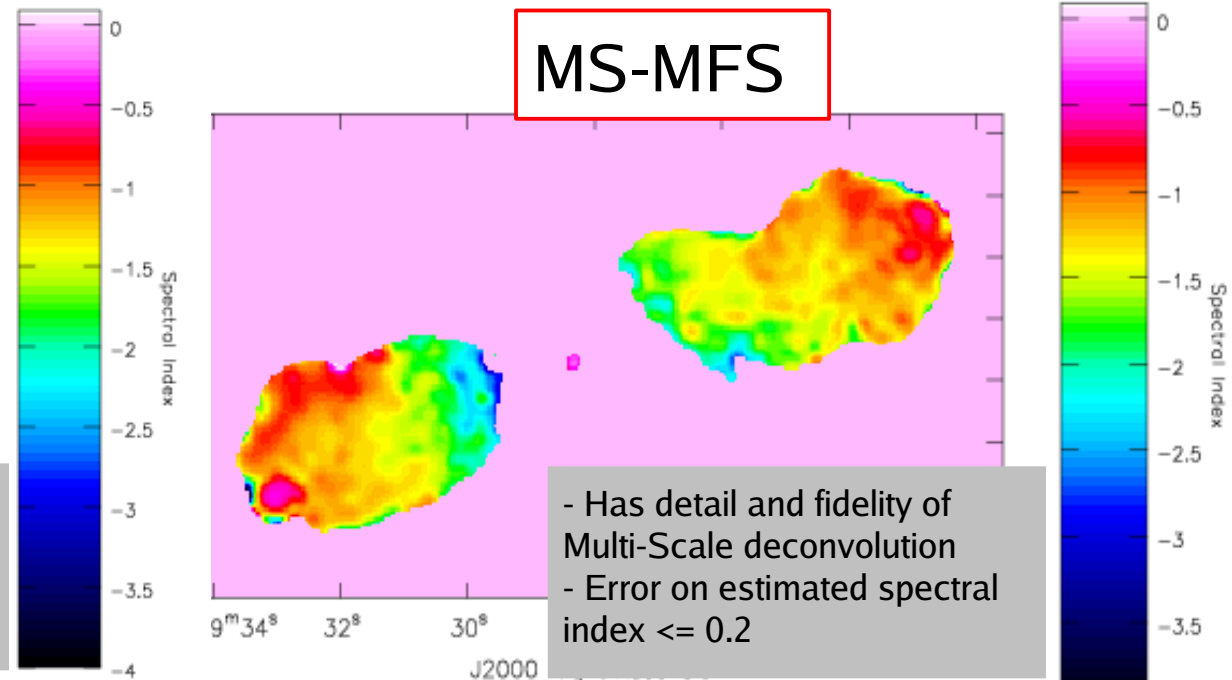 MS-MFS
0
-0.5
-1
-1.5
-2
-2.5
-3
-3.5
-4
Spectral Index
9ᵐ34ˢ 32ˢ 30ˢ
J2000
- Has detail and fidelity of
Multi-Scale deconvolution
- Error on estimated spectral
index <= 0.2
0
-0.5
-1
-1.5
-2
-2.5
-3
-3.5
Spectral Index